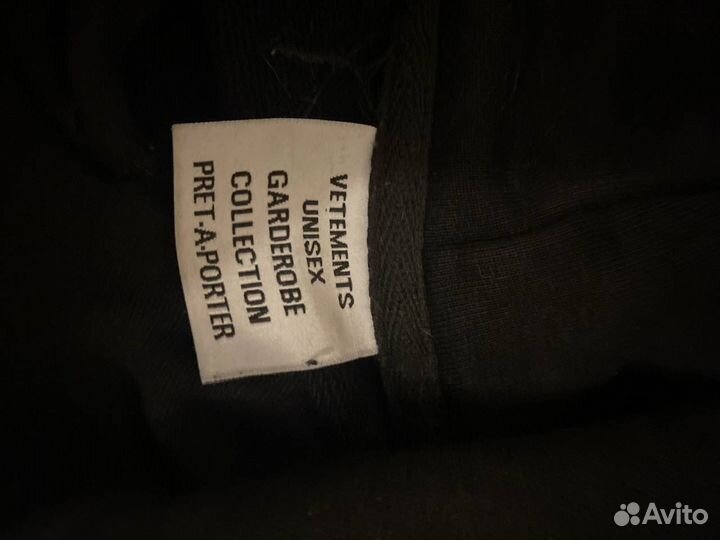 VETEMENTS
UNISEX
GARDEROBE
COLLECTION
PRET-A-PORTER
Avito